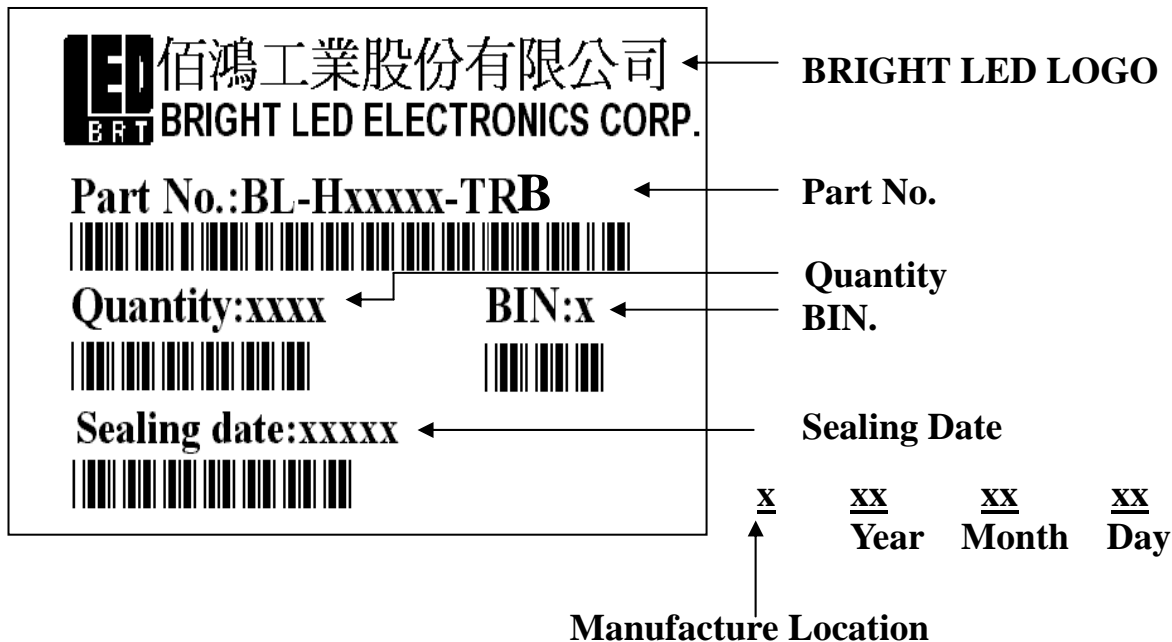 LED 佰鴻工業股份有限公司 BRIGHT LED LOGO
BRT BRIGHT LED ELECTRONICS CORP.
Part No.:BL-Hxxxxx-TRB Part No.
Quantity
Quantity:xxxx BIN:x BIN.
Sealing date:xxxxx Sealing Date
x xx xx xx
Year Month Day
Manufacture Location